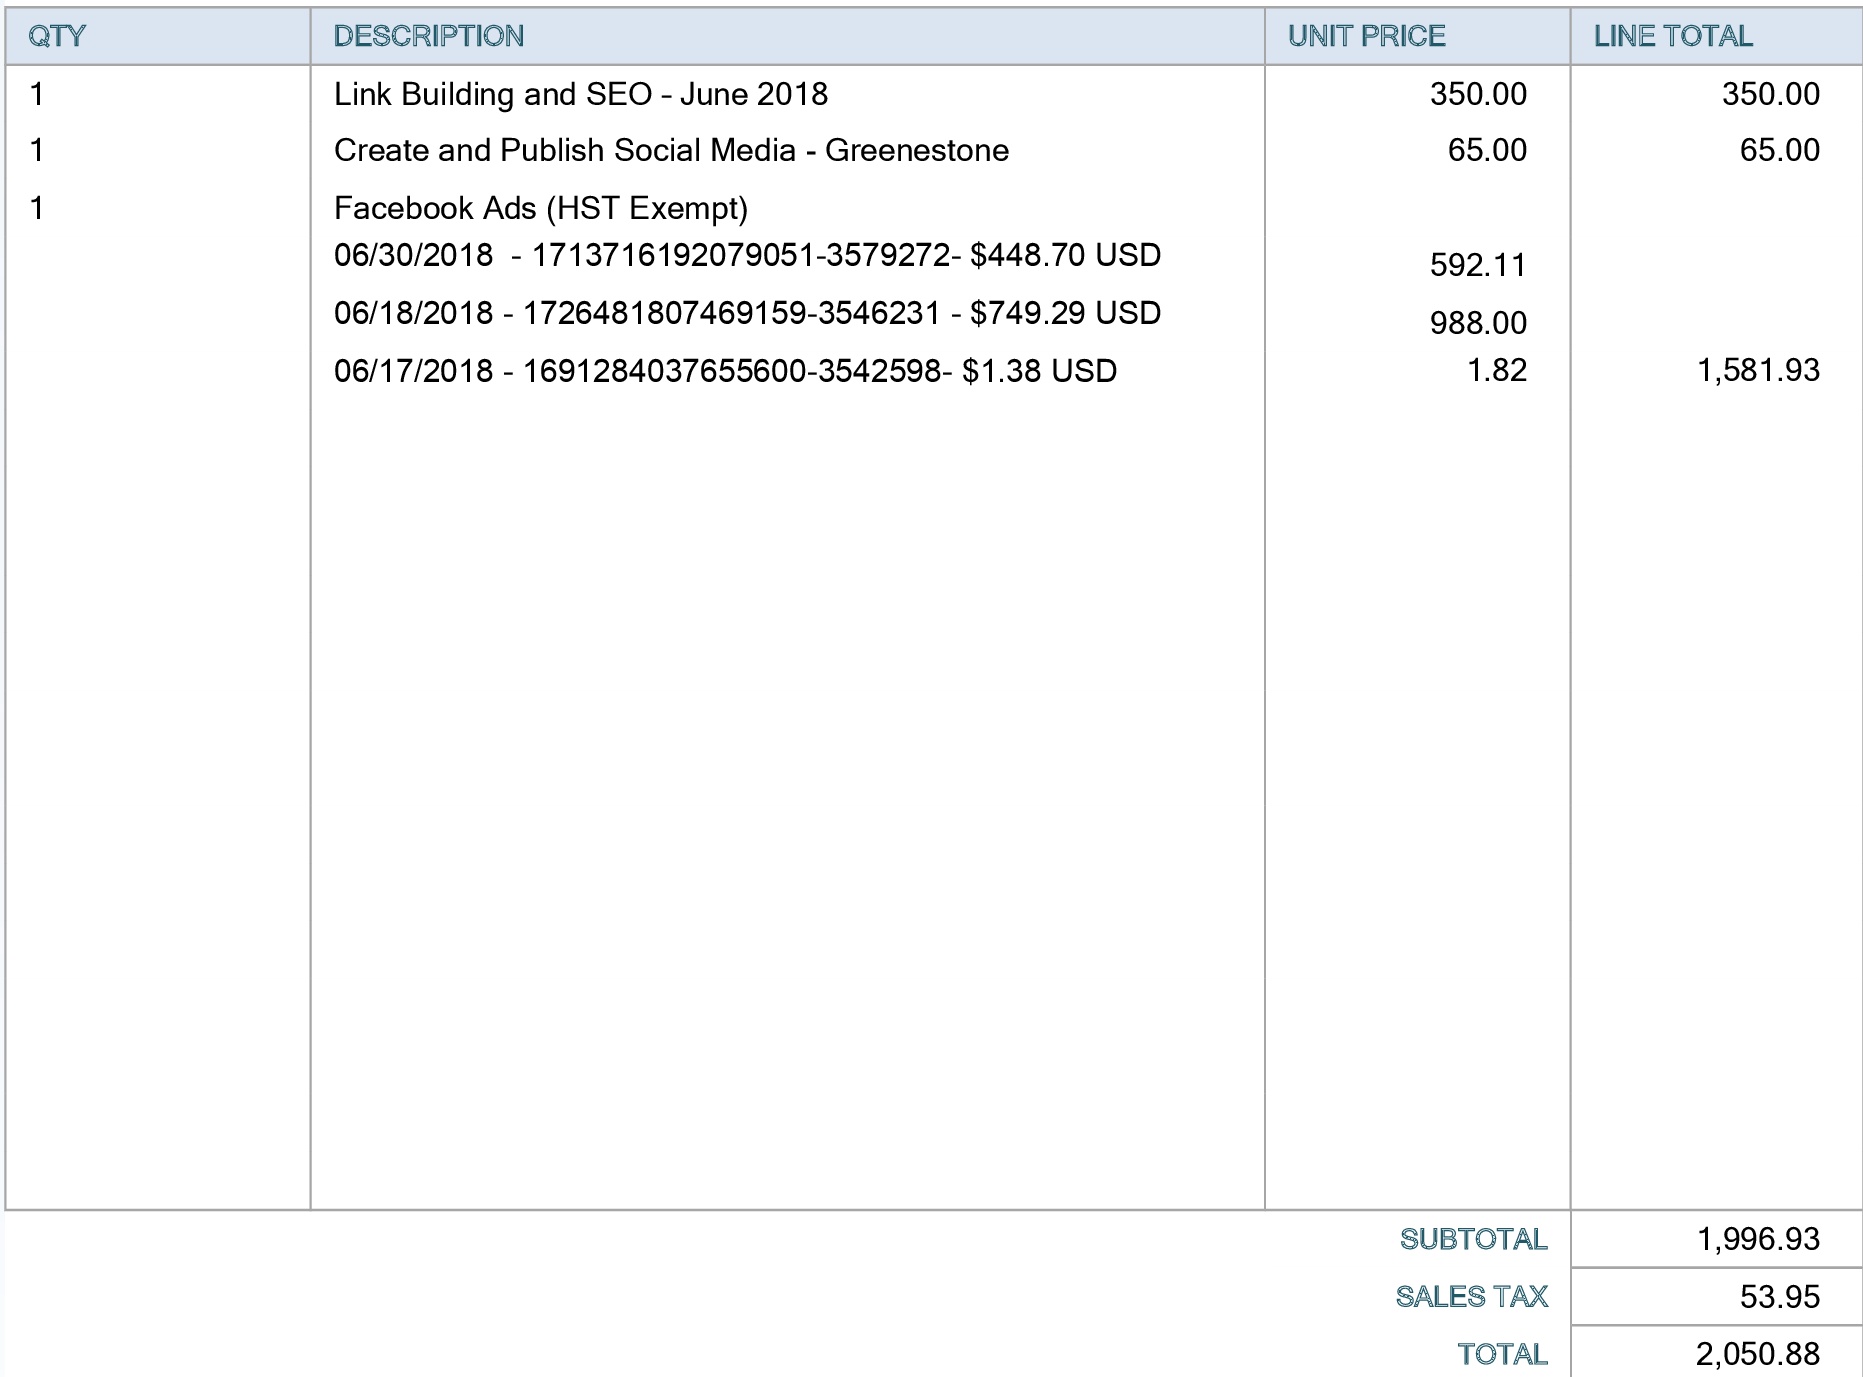 QTY DESCRIPTION UNIT PRICE LINE TOTAL
1 Link Building and SEO - June 2018 350.00 350.00
1 Create and Publish Social Media - Greenestone 65.00 65.00
1 Facebook Ads (HST Exempt)
06/30/2018  - 1713716192079051-3579272- $448.70 USD 592.11
06/18/2018 - 1726481807469159-3546231 - $749.29 USD 988.00
06/17/2018 - 1691284037655600-3542598- $1.38 USD 1.82 1,581.93
SUBTOTAL 1,996.93
SALES TAX 53.95
TOTAL 2,050.88